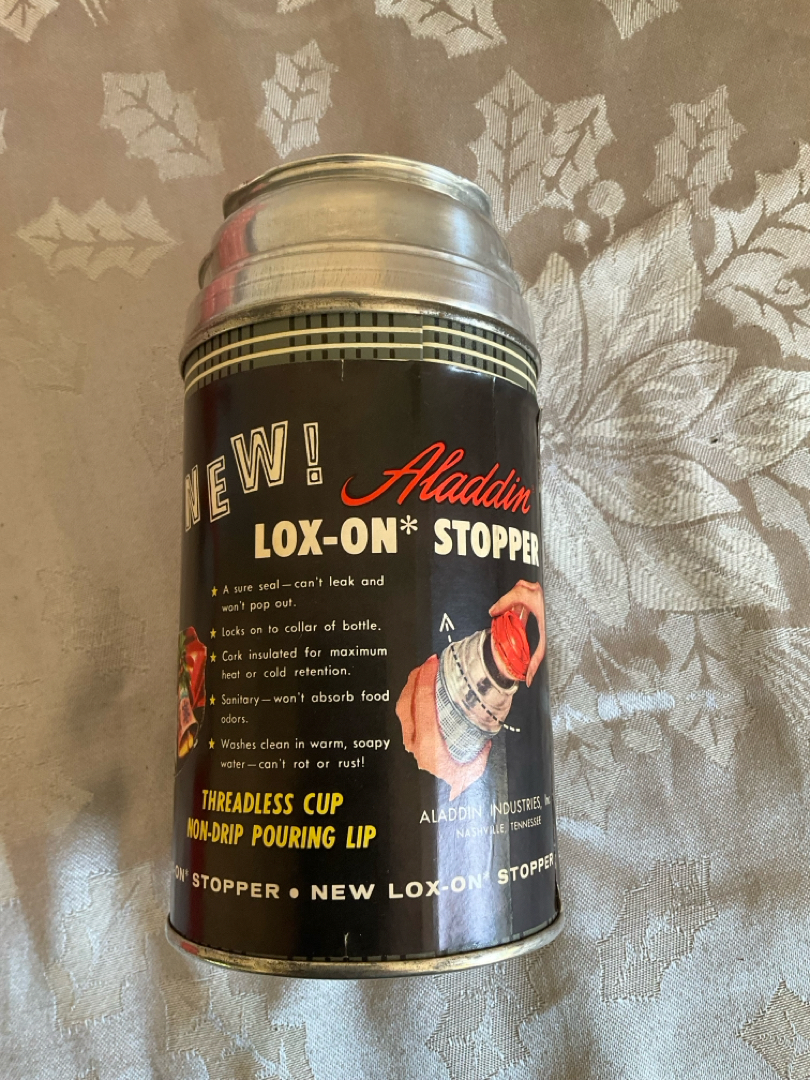 NEW!
Aladdin
LOX-ON* STOPPER
★ A sure seal—can't leak and
won't pop out.
★ Locks on to collar of bottle.
★ Cork insulated for maximum
heat or cold retention.
★ Sanitary—won't absorb food
odors.
★ Washes clean in warm, soapy
water—can't rot or rust!
THREADLESS CUP
NON-DRIP POURING LIP
ALADDIN INDUSTRIES,
NASHVILLE, TENNESSEE
ON* STOPPER • NEW LOX-ON* STOPPER